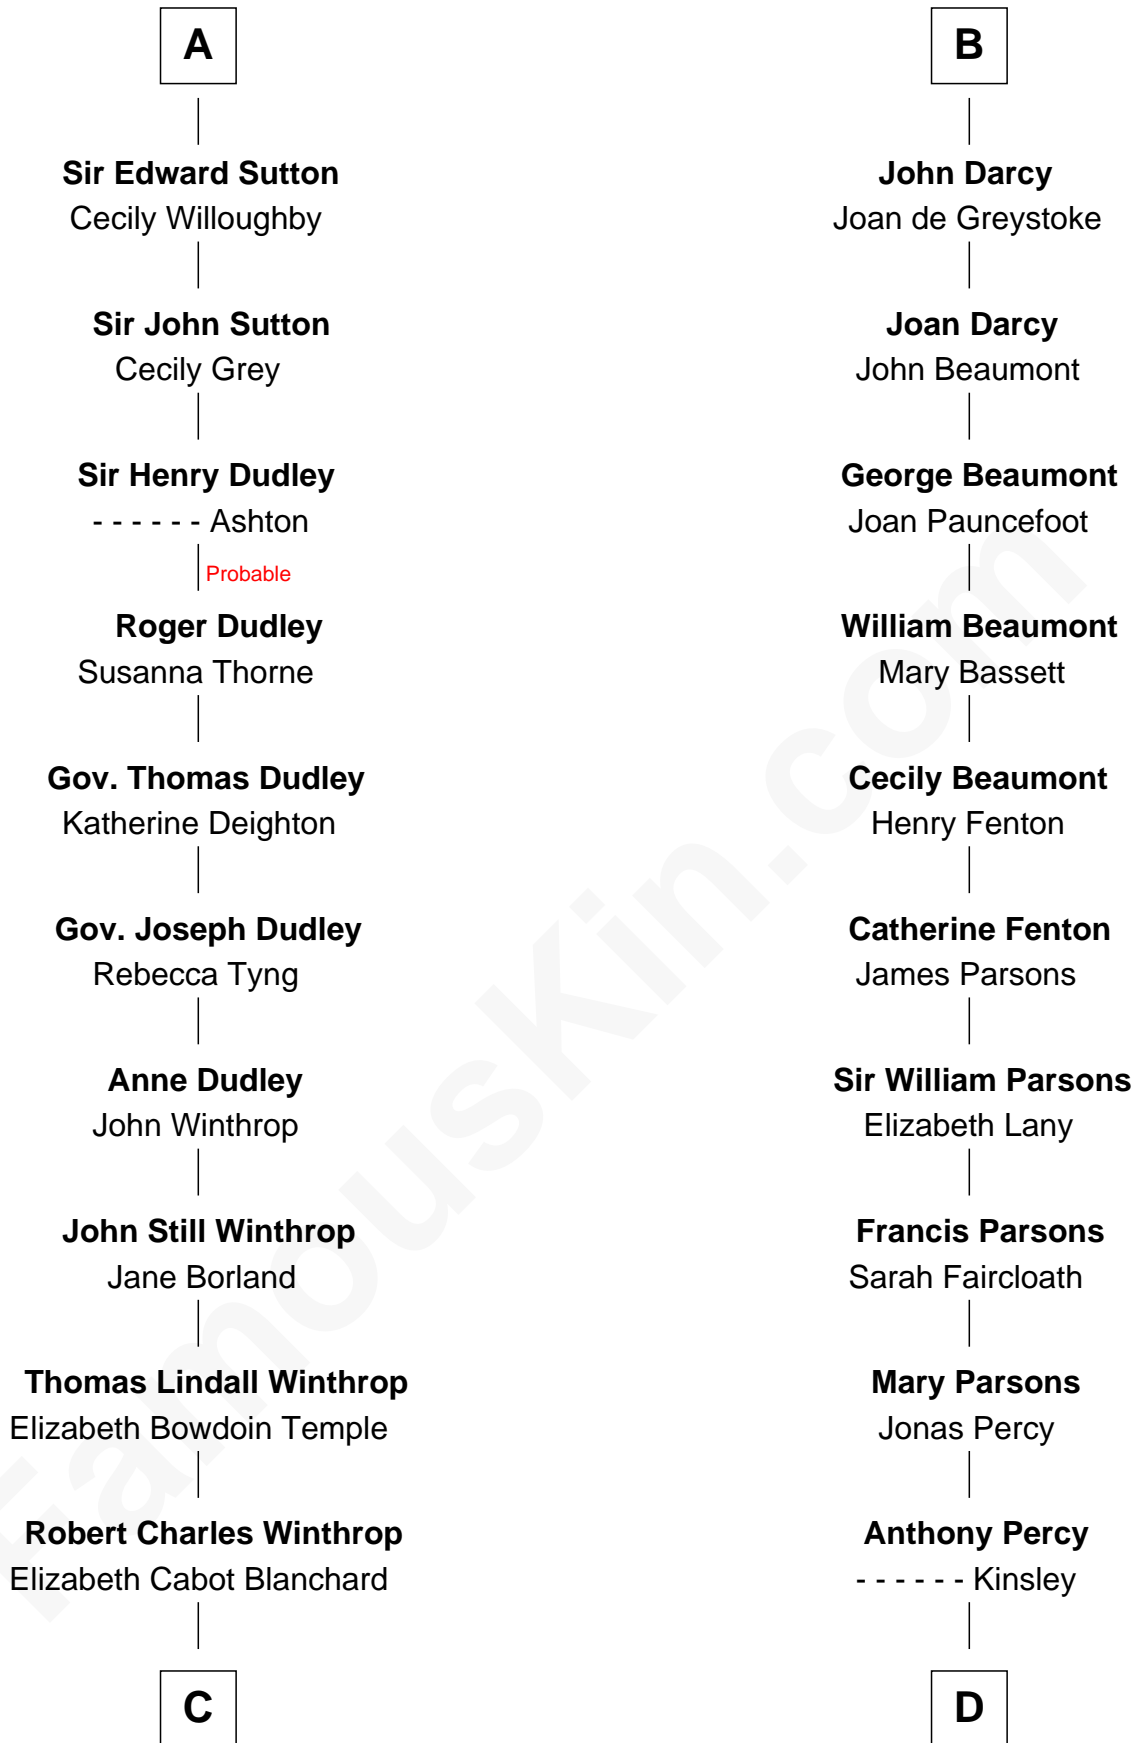 A
Sir Edward Sutton
Cecily Willoughby
Sir John Sutton
Cecily Grey
Sir Henry Dudley
- - - - - - Ashton
Probable
Roger Dudley
Susanna Thorne
Gov. Thomas Dudley
Katherine Deighton
Gov. Joseph Dudley
Rebecca Tyng
Anne Dudley
John Winthrop
John Still Winthrop
Jane Borland
Thomas Lindall Winthrop
Elizabeth Bowdoin Temple
Robert Charles Winthrop
Elizabeth Cabot Blanchard
C
B
John Darcy
Joan de Greystoke
Joan Darcy
John Beaumont
George Beaumont
Joan Pauncefoot
William Beaumont
Mary Bassett
Cecily Beaumont
Henry Fenton
Catherine Fenton
James Parsons
Sir William Parsons
Elizabeth Lany
Francis Parsons
Sarah Faircloath
Mary Parsons
Jonas Percy
Anthony Percy
- - - - - - Kinsley
D
FamousKin.com